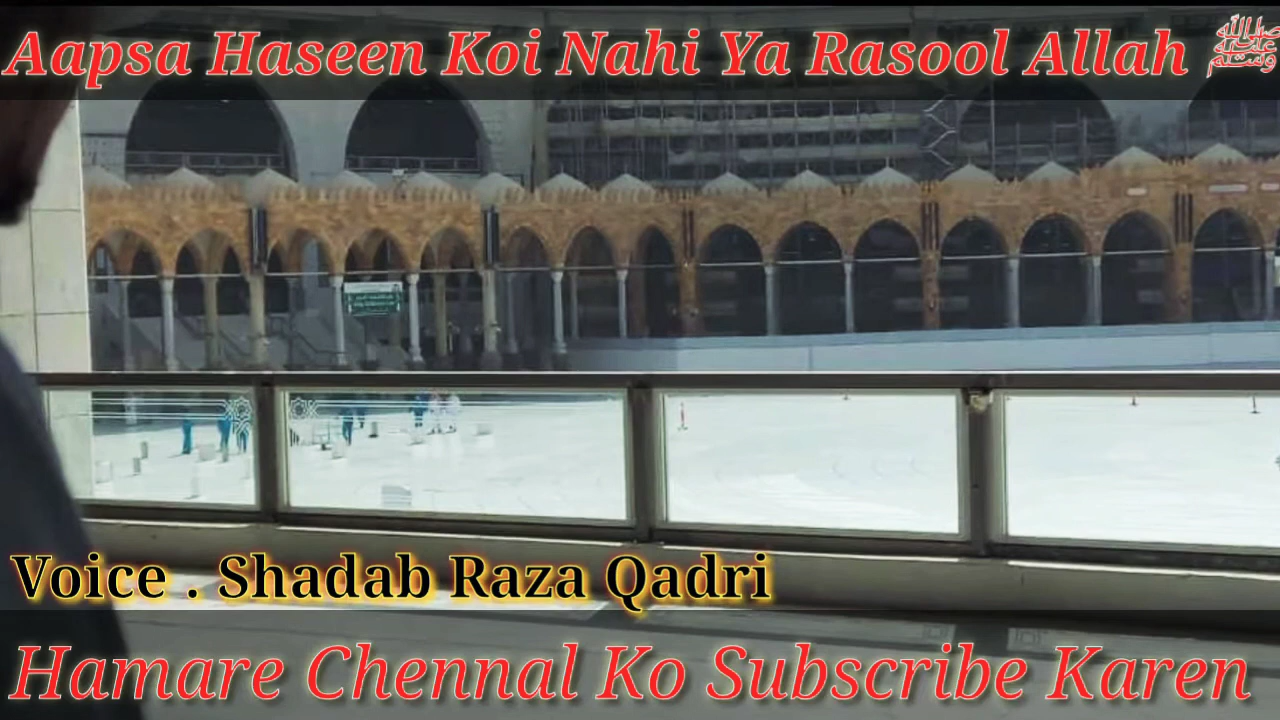 Aapsa Haseen Koi Nahi Ya Rasool Allah ﷺ
Voice . Shadab Raza Qadri
Hamare Chennal Ko Subscribe Karen